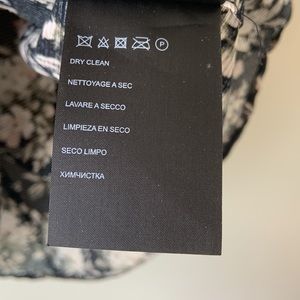 P
DRY CLEAN
NETTOYAGE A SEC
LAVARE A SECCO
LIMPIEZA EN SECO
SECO LIMPO
ХИМЧИСТКА